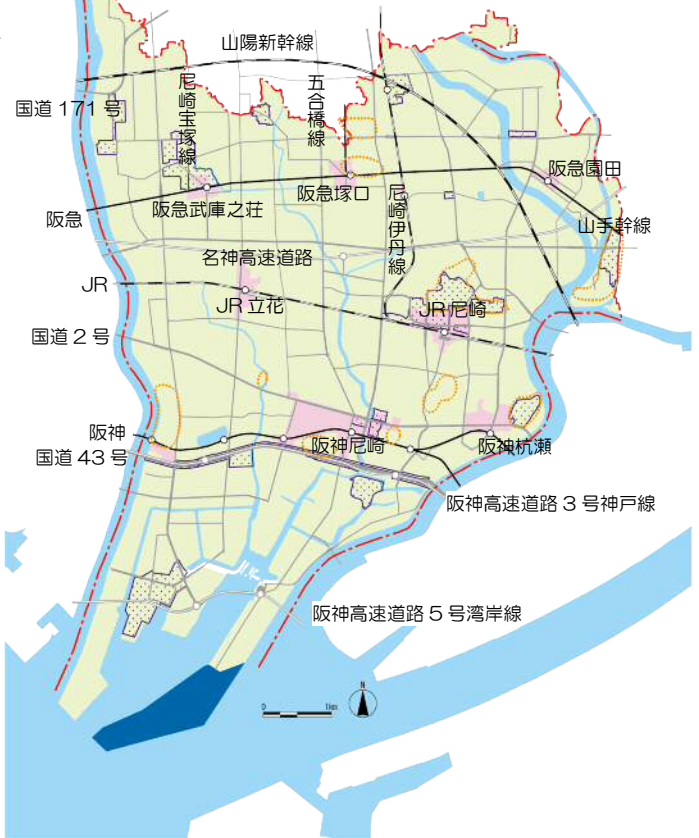 山陽新幹線
国道 171 号
尼崎宝塚線
五合橋線
阪急園田
阪急塚口
阪急武庫之荘
阪急
尼崎伊丹線
山手幹線
名神高速道路
JR
JR 立花
JR 尼崎
国道 2 号
阪神
阪神尼崎
阪神杭瀬
国道 43 号
阪神高速道路 3 号神戸線
阪神高速道路 5 号湾岸線
N
0 1km